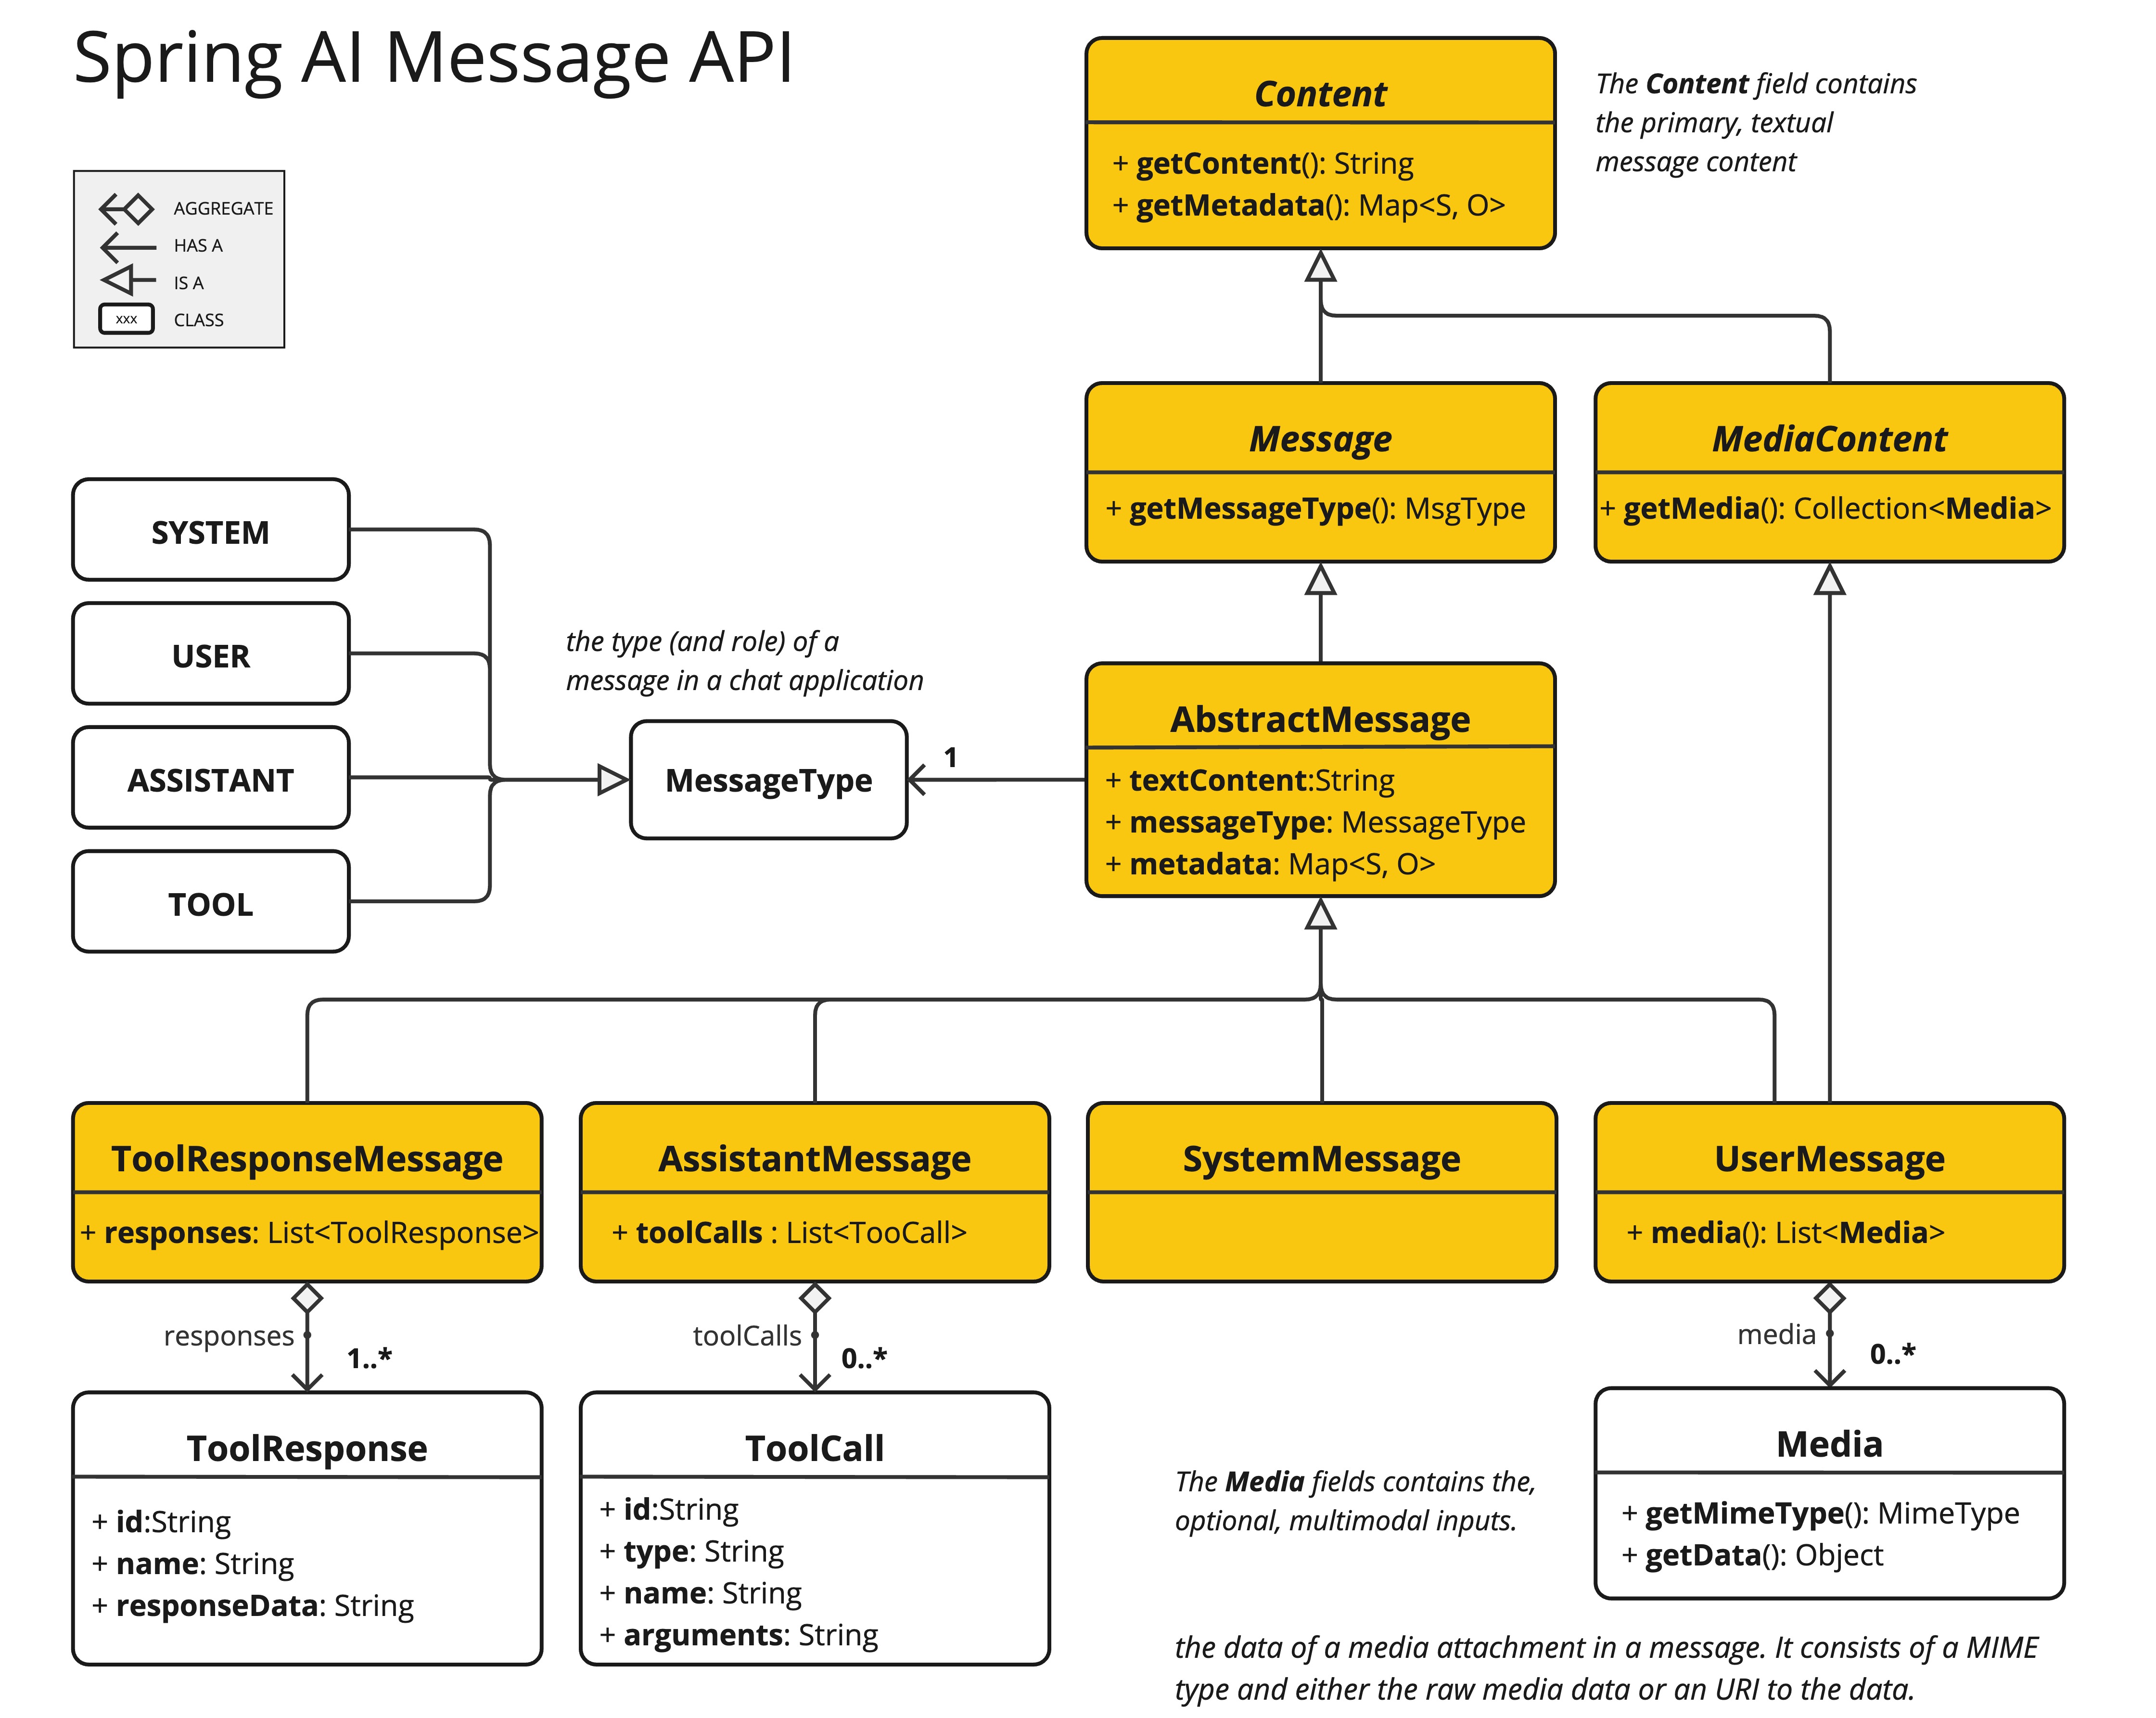 Spring AI Message API
AGGREGATE
HAS A
IS A
xxx
CLASS
Content
+ getContent(): String
+ getMetadata(): Map<S, O>
The Content field contains
the primary, textual
message content
Message
+ getMessageType(): MsgType
MediaContent
+ getMedia(): Collection<Media>
SYSTEM
USER
ASSISTANT
TOOL
the type (and role) of a
message in a chat application
MessageType
1
AbstractMessage
+ textContent:String
+ messageType: MessageType
+ metadata: Map<S, O>
ToolResponseMessage
+ responses: List<ToolResponse>
AssistantMessage
+ toolCalls : List<TooCall>
SystemMessage
UserMessage
+ media(): List<Media>
responses
1..*
toolCalls
0..*
media
0..*
ToolResponse
+ id:String
+ name: String
+ responseData: String
ToolCall
+ id:String
+ type: String
+ name: String
+ arguments: String
The Media fields contains the,
optional, multimodal inputs.
Media
+ getMimeType(): MimeType
+ getData(): Object
the data of a media attachment in a message. It consists of a MIME
type and either the raw media data or an URI to the data.